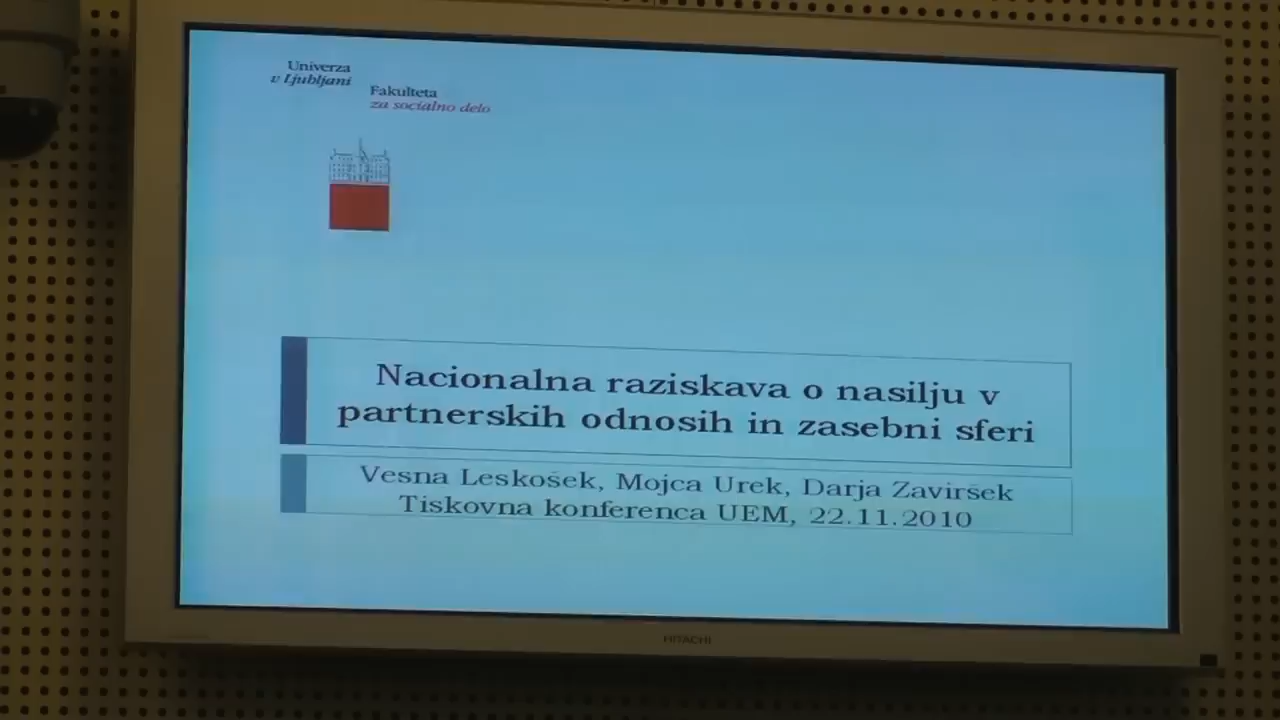 Univerza
v Ljubljani
Fakulteta
za socialno delo
Nacionalna raziskava o nasilju v
partnerskih odnosih in zasebni sferi
Vesna Leskošek, Mojca Urek, Darja Zaviršek
Tiskovna konferenca UEM, 22.11.2010
HITACHI